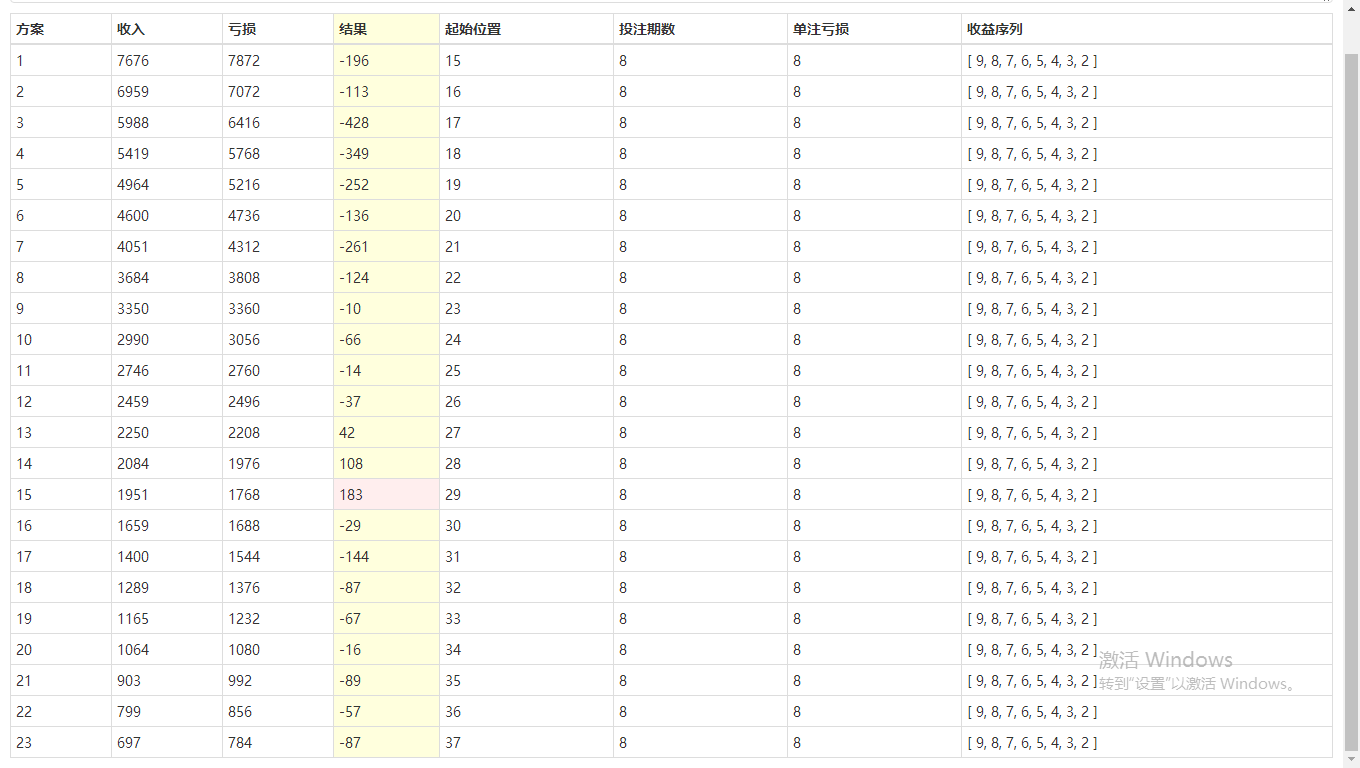 方案 收入 亏损 结果 起始位置 投注期数 单注亏损 收益序列
1 7676 7872 -196 15 8 8 [ 9, 8, 7, 6, 5, 4, 3, 2 ]
2 6959 7072 -113 16 8 8 [ 9, 8, 7, 6, 5, 4, 3, 2 ]
3 5988 6416 -428 17 8 8 [ 9, 8, 7, 6, 5, 4, 3, 2 ]
4 5419 5768 -349 18 8 8 [ 9, 8, 7, 6, 5, 4, 3, 2 ]
5 4964 5216 -252 19 8 8 [ 9, 8, 7, 6, 5, 4, 3, 2 ]
6 4600 4736 -136 20 8 8 [ 9, 8, 7, 6, 5, 4, 3, 2 ]
7 4051 4312 -261 21 8 8 [ 9, 8, 7, 6, 5, 4, 3, 2 ]
8 3684 3808 -124 22 8 8 [ 9, 8, 7, 6, 5, 4, 3, 2 ]
9 3350 3360 -10 23 8 8 [ 9, 8, 7, 6, 5, 4, 3, 2 ]
10 2990 3056 -66 24 8 8 [ 9, 8, 7, 6, 5, 4, 3, 2 ]
11 2746 2760 -14 25 8 8 [ 9, 8, 7, 6, 5, 4, 3, 2 ]
12 2459 2496 -37 26 8 8 [ 9, 8, 7, 6, 5, 4, 3, 2 ]
13 2250 2208 42 27 8 8 [ 9, 8, 7, 6, 5, 4, 3, 2 ]
14 2084 1976 108 28 8 8 [ 9, 8, 7, 6, 5, 4, 3, 2 ]
15 1951 1768 183 29 8 8 [ 9, 8, 7, 6, 5, 4, 3, 2 ]
16 1659 1688 -29 30 8 8 [ 9, 8, 7, 6, 5, 4, 3, 2 ]
17 1400 1544 -144 31 8 8 [ 9, 8, 7, 6, 5, 4, 3, 2 ]
18 1289 1376 -87 32 8 8 [ 9, 8, 7, 6, 5, 4, 3, 2 ]
19 1165 1232 -67 33 8 8 [ 9, 8, 7, 6, 5, 4, 3, 2 ]
20 1064 1080 -16 34 8 8 [ 9, 8, 7, 6, 5, 4, 3, 2 ]
激活 Windows
21 903 992 -89 35 8 8 [ 9, 8, 7, 6, 5, 4, 3, 2 ]
转到“设置”以激活 Windows。
22 799 856 -57 36 8 8 [ 9, 8, 7, 6, 5, 4, 3, 2 ]
23 697 784 -87 37 8 8 [ 9, 8, 7, 6, 5, 4, 3, 2 ]